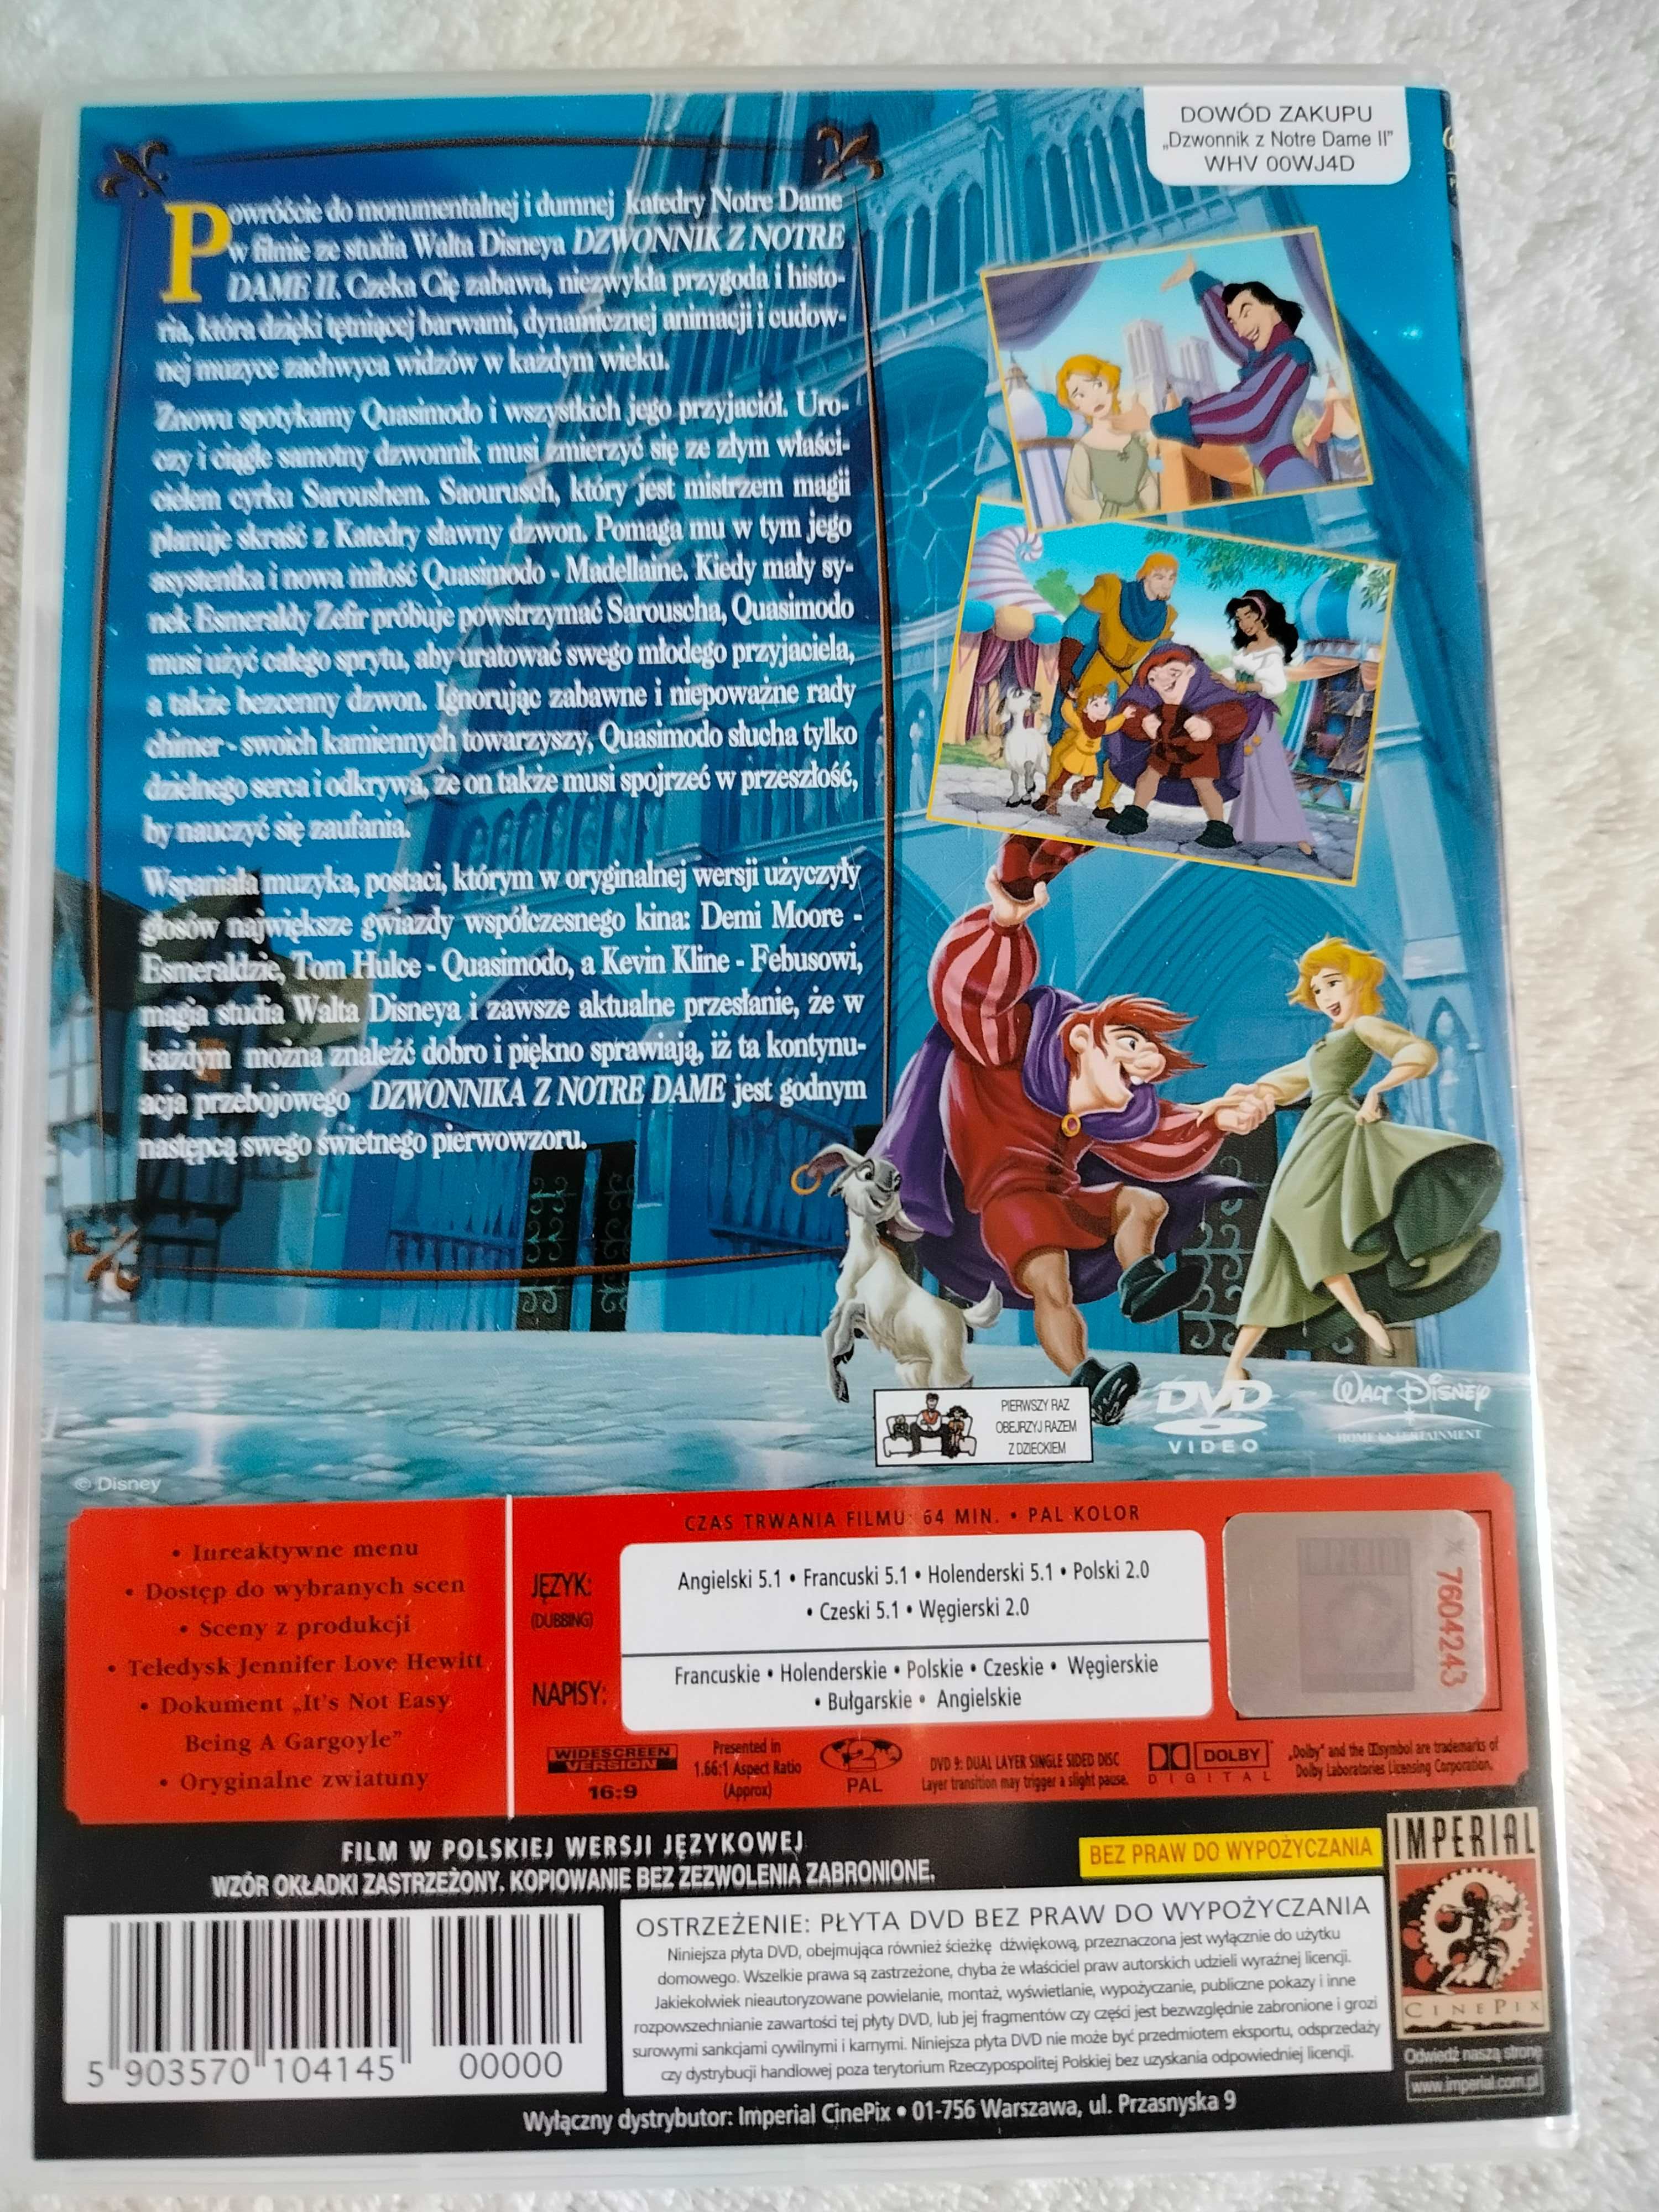 DOWÓD ZAKUPU
„Dzwonnik z Notre Dame II”
WHV 00WJ4D
Powróćcie do monumentalnej i dumnej katedry Notre Dame
w filmie ze studia Walta Disneya DZWONNIK Z NOTRE
DAME II. Czeka Cię zabawa, niezwykła przygoda i histo-
ria, która dzięki tętniącej barwami, dynamicznej animacji i cudow-
nej muzyce zachwyca widzów w każdym wieku.
Znowu spotykamy Quasimodo i wszystkich jego przyjaciół. Uro-
czy i ciągle samotny dzwonnik musi zmierzyć się ze złym właści-
cielem cyrku Saroushem. Saourusch, który jest mistrzem magii
planuje skraść z Katedry sławny dzwon. Pomaga mu w tym jego
asystentka i nowa miłość Quasimodo - Madellaine. Kiedy mały sy-
nek Esmeraldy Zefir próbuje powstrzymać Sarouscha, Quasimodo
musi użyć całego sprytu, aby uratować swego młodego przyjaciela,
a także bezcenny dzwon. Ignorując zabawne i niepoważne rady
chimer - swoich kamiennych towarzyszy, Quasimodo słucha tylko
dzielnego serca i odkrywa, że on także musi spojrzeć w przeszłość,
by nauczyć się zaufania.
Wspaniała muzyka, postaci, którym w oryginalnej wersji użyczyły
głosów największe gwiazdy współczesnego kina: Demi Moore -
Esmeraldzie, Tom Hulce - Quasimodo, a Kevin Kline - Febusowi,
magia studia Walta Disneya i zawsze aktualne przesłanie, że w
każdym można znaleźć dobro i piękno sprawiają, iż ta kontynu-
acja przebojowego DZWONNIKA Z NOTRE DAME jest godnym
następcą swego świetnego pierwowzoru.
PIERWSZY RAZ
OBEJRZYJ RAZEM
Z DZIECKIEM
DVD
VIDEO
WALT DISNEY
HOME ENTERTAINMENT
© Disney
• Inreaktywne menu
• Dostęp do wybranych scen
• Sceny z produkcji
• Teledysk Jennifer Love Hewitt
• Dokument „It's Not Easy
Being A Gargoyle”
• Oryginalne zwiatuny
CZAS TRWANIA FILMU: 64 MIN. • PAL KOLOR
JĘZYK:
(DUBBING)
Angielski 5.1 • Francuski 5.1 • Holenderski 5.1 • Polski 2.0
• Czeski 5.1 • Węgierski 2.0
NAPISY:
Francuskie • Holenderskie • Polskie • Czeskie • Węgierskie
• Bułgarskie • Angielskie
IMPERIAL
7604243
WIDESCREEN
VERSION
16:9
Presented in
1.66:1 Aspect Ratio
(Approx)
2
PAL
DVD 9: DUAL LAYER SINGLE SIDED DISC
Layer transition may trigger a slight pause.
DOLBY
DIGITAL
„Dolby” and the symbol are trademarks of
Dolby Laboratories Licensing Corporation.
FILM W POLSKIEJ WERSJI JĘZYKOWEJ
WZÓR OKŁADKI ZASTRZEŻONY. KOPIOWANIE BEZ ZEZWOLENIA ZABRONIONE.
BEZ PRAW DO WYPOŻYCZANIA
IMPERIAL
CINEPIX
Odwiedź naszą stronę
www.imperial.com.pl
OSTRZEŻENIE: PŁYTA DVD BEZ PRAW DO WYPOŻYCZANIA
Niniejsza płyta DVD, obejmująca również ścieżkę dźwiękową, przeznaczona jest wyłącznie do użytku
domowego. Wszelkie prawa są zastrzeżone, chyba że właściciel praw autorskich udzieli wyraźnej licencji.
Jakiekolwiek nieautoryzowane powielanie, montaż, wyświetlanie, wypożyczanie, publiczne pokazy i inne
rozpowszechnianie zawartości tej płyty DVD, lub jej fragmentów czy części jest bezwzględnie zabronione i grozi
surowymi sankcjami cywilnymi i karnymi. Niniejsza płyta DVD nie może być przedmiotem eksportu, odsprzedaży
czy dystrybucji handlowej poza terytorium Rzeczypospolitej Polskiej bez uzyskania odpowiedniej licencji.
5 903570 104145 00000
Wyłączny dystrybutor: Imperial CinePix • 01-756 Warszawa, ul. Przasnyska 9